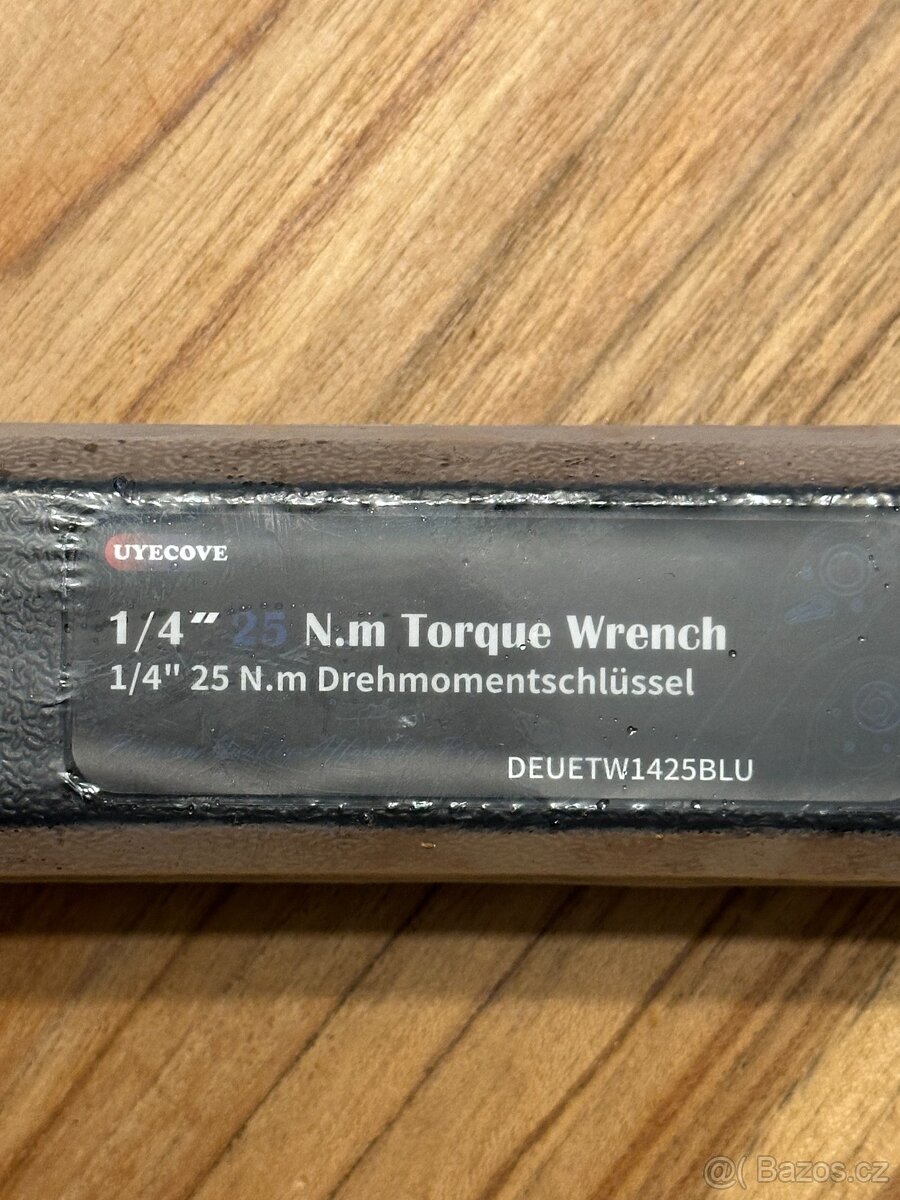 UYECOVE
1/4" 25 N.m Torque Wrench
1/4" 25 N.m Drehmomentschlüssel
DEUETW1425BLU
@( Bazos.cz